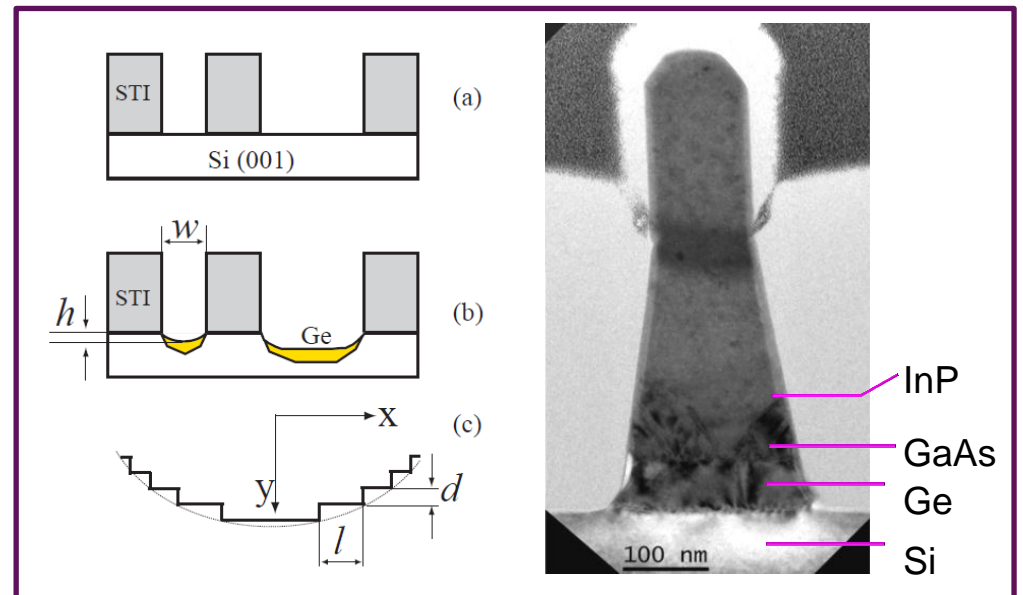 STI
(a)
Si (001)
w
STI
h
Ge
(b)
x
(c)
y
d
l
InP
GaAs
Ge
Si
100 nm